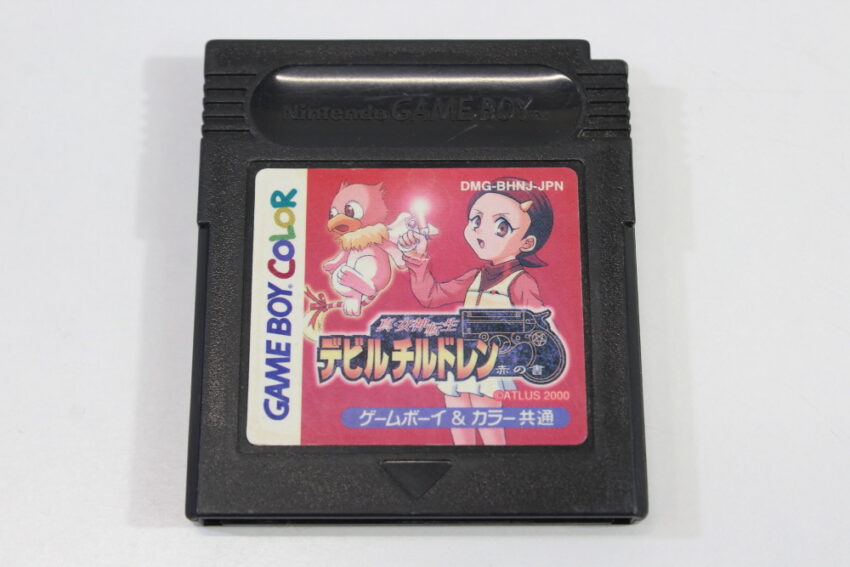 Nintendo GAME BOY
GAME BOY COLOR
DMG-BHNJ-JPN
真・女神転生
デビルチルドレン
赤の書
©ATLUS 2000
ゲームボーイ & カラー共通